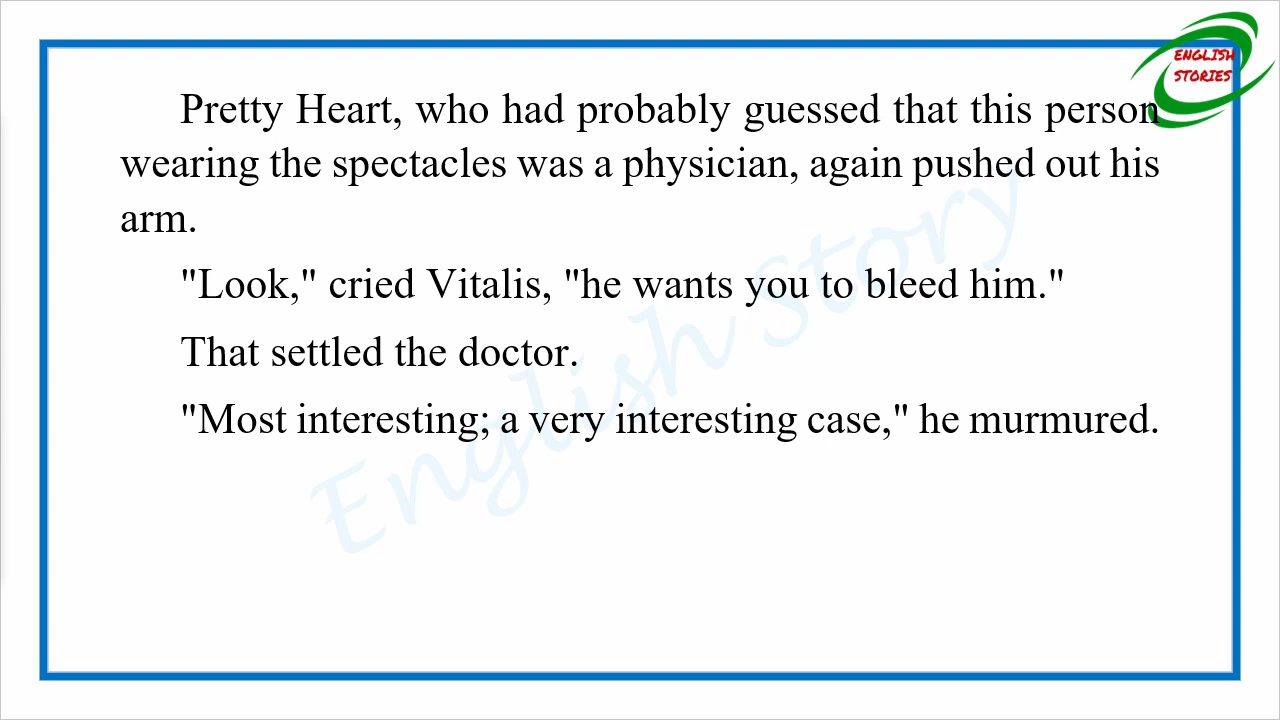 ENGLISH
STORIES
Pretty Heart, who had probably guessed that this person
wearing the spectacles was a physician, again pushed out his
arm.
"Look," cried Vitalis, "he wants you to bleed him."
That settled the doctor.
"Most interesting; a very interesting case," he murmured.
English Story